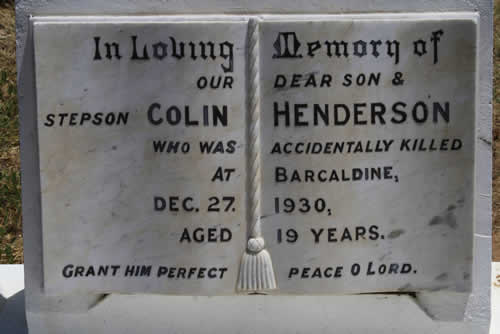 In Loving Memory of
OUR DEAR SON &
STEPSON COLIN HENDERSON
WHO WAS ACCIDENTALLY KILLED
AT BARCALDINE,
DEC. 27. 1930,
AGED 19 YEARS.
GRANT HIM PERFECT PEACE O LORD.